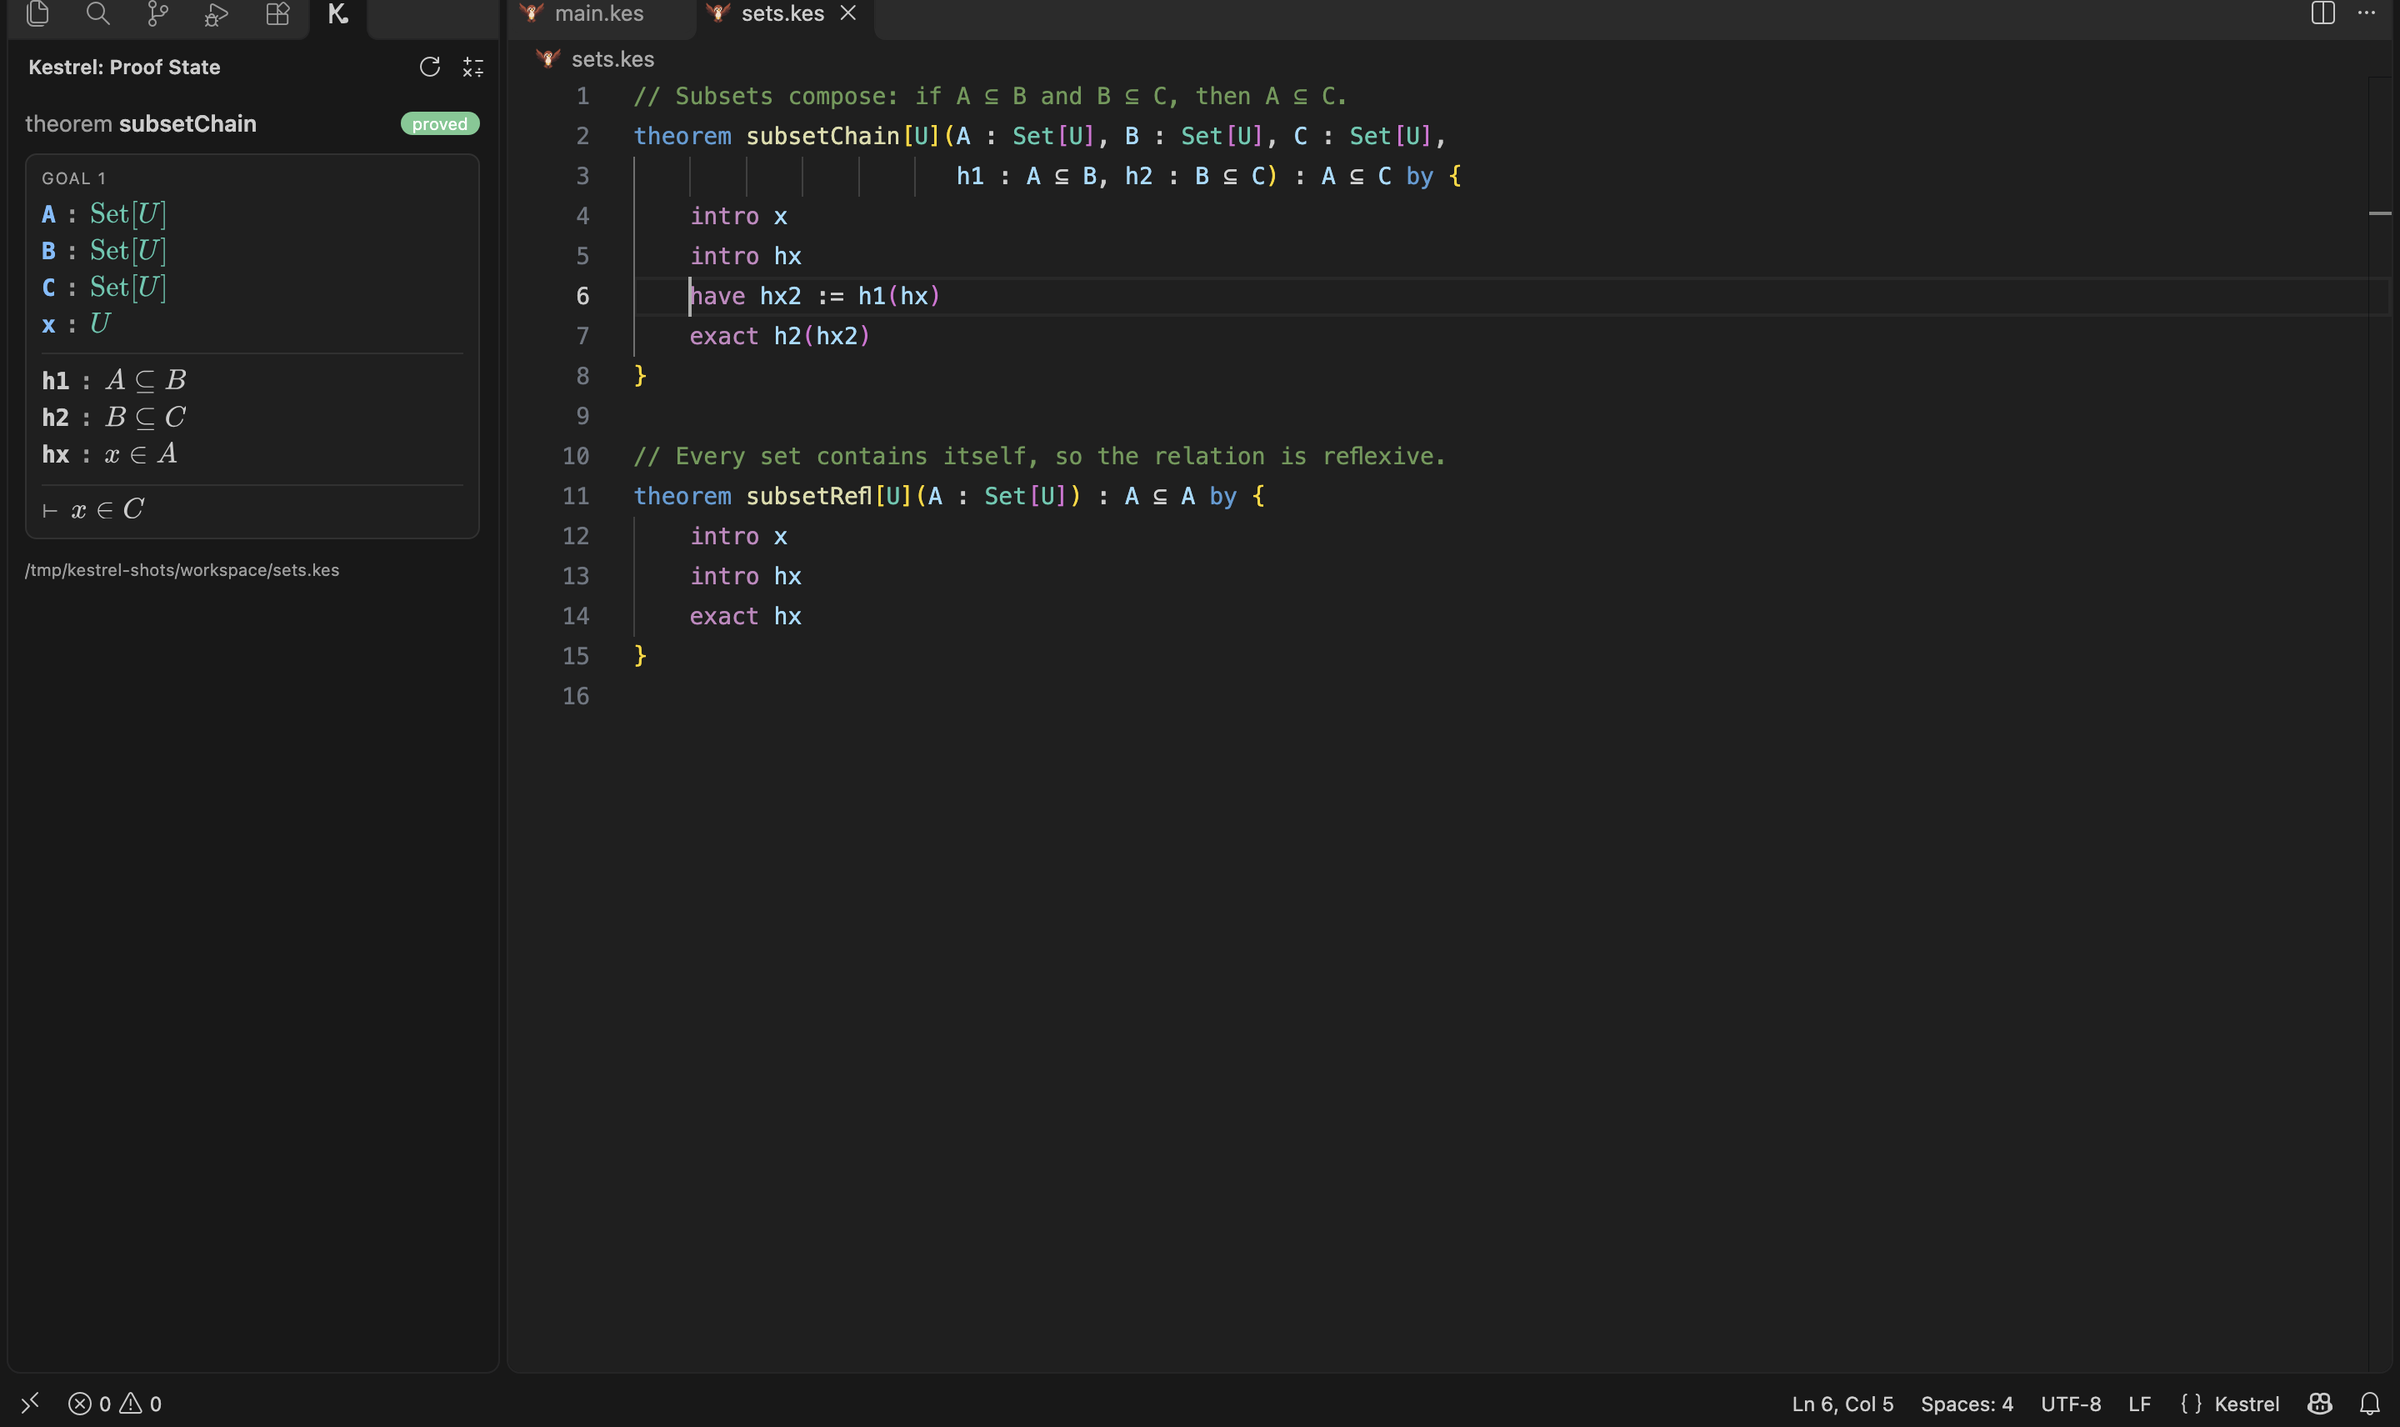 main.kes
sets.kes
Kestrel: Proof State
theorem subsetChain
proved
GOAL 1
A : Set[U]
B : Set[U]
C : Set[U]
x : U
h1 : A ⊆ B
h2 : B ⊆ C
hx : x ∈ A
⊢ x ∈ C
/tmp/kestrel-shots/workspace/sets.kes
sets.kes
1 // Subsets compose: if A ⊆ B and B ⊆ C, then A ⊆ C.
2 theorem subsetChain[U](A : Set[U], B : Set[U], C : Set[U],
3 h1 : A ⊆ B, h2 : B ⊆ C) : A ⊆ C by {
4 intro x
5 intro hx
6 have hx2 := h1(hx)
7 exact h2(hx2)
8 }
9
10 // Every set contains itself, so the relation is reflexive.
11 theorem subsetRefl[U](A : Set[U]) : A ⊆ A by {
12 intro x
13 intro hx
14 exact hx
15 }
16
0 0
Ln 6, Col 5 Spaces: 4 UTF-8 LF { } Kestrel